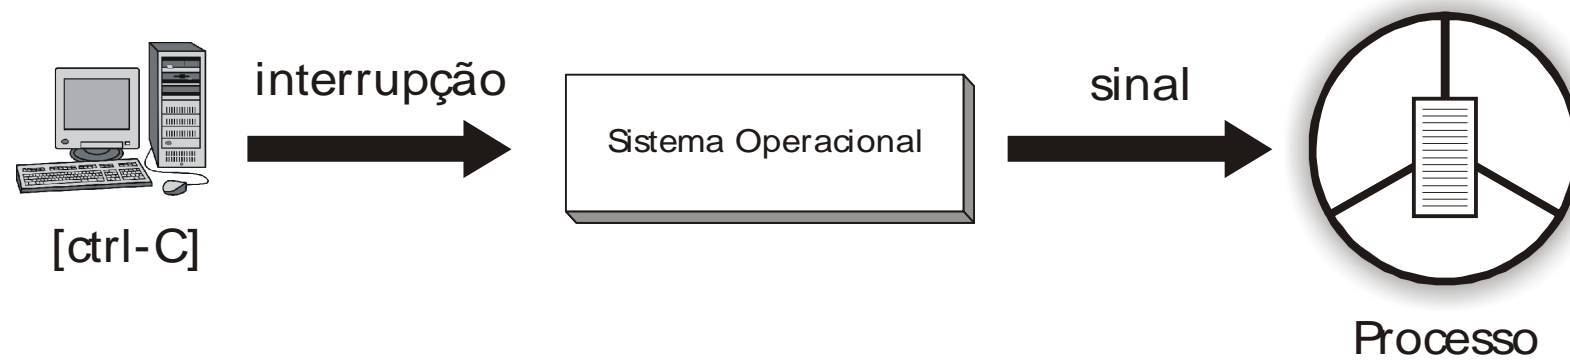 interrupção
sinal
Sistema Operacional
[ctrl-C]
Processo